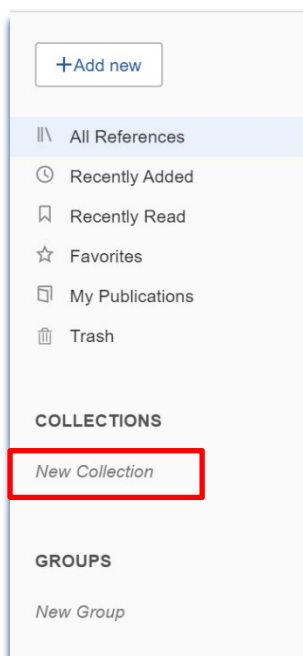 +Add new
All References
Recently Added
Recently Read
Favorites
My Publications
Trash
COLLECTIONS
New Collection
GROUPS
New Group